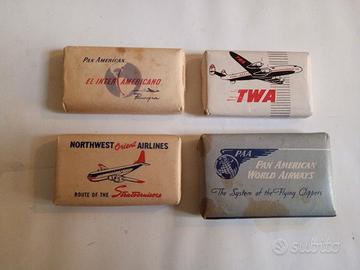 PAN AMERICAN
EL INTER AMERICANO
Panagra
TWA
NORTHWEST Orient AIRLINES
ROUTE OF THE Stratocruisers
PAA
PAN AMERICAN
WORLD AIRWAYS
The System of the Flying Clippers
subito